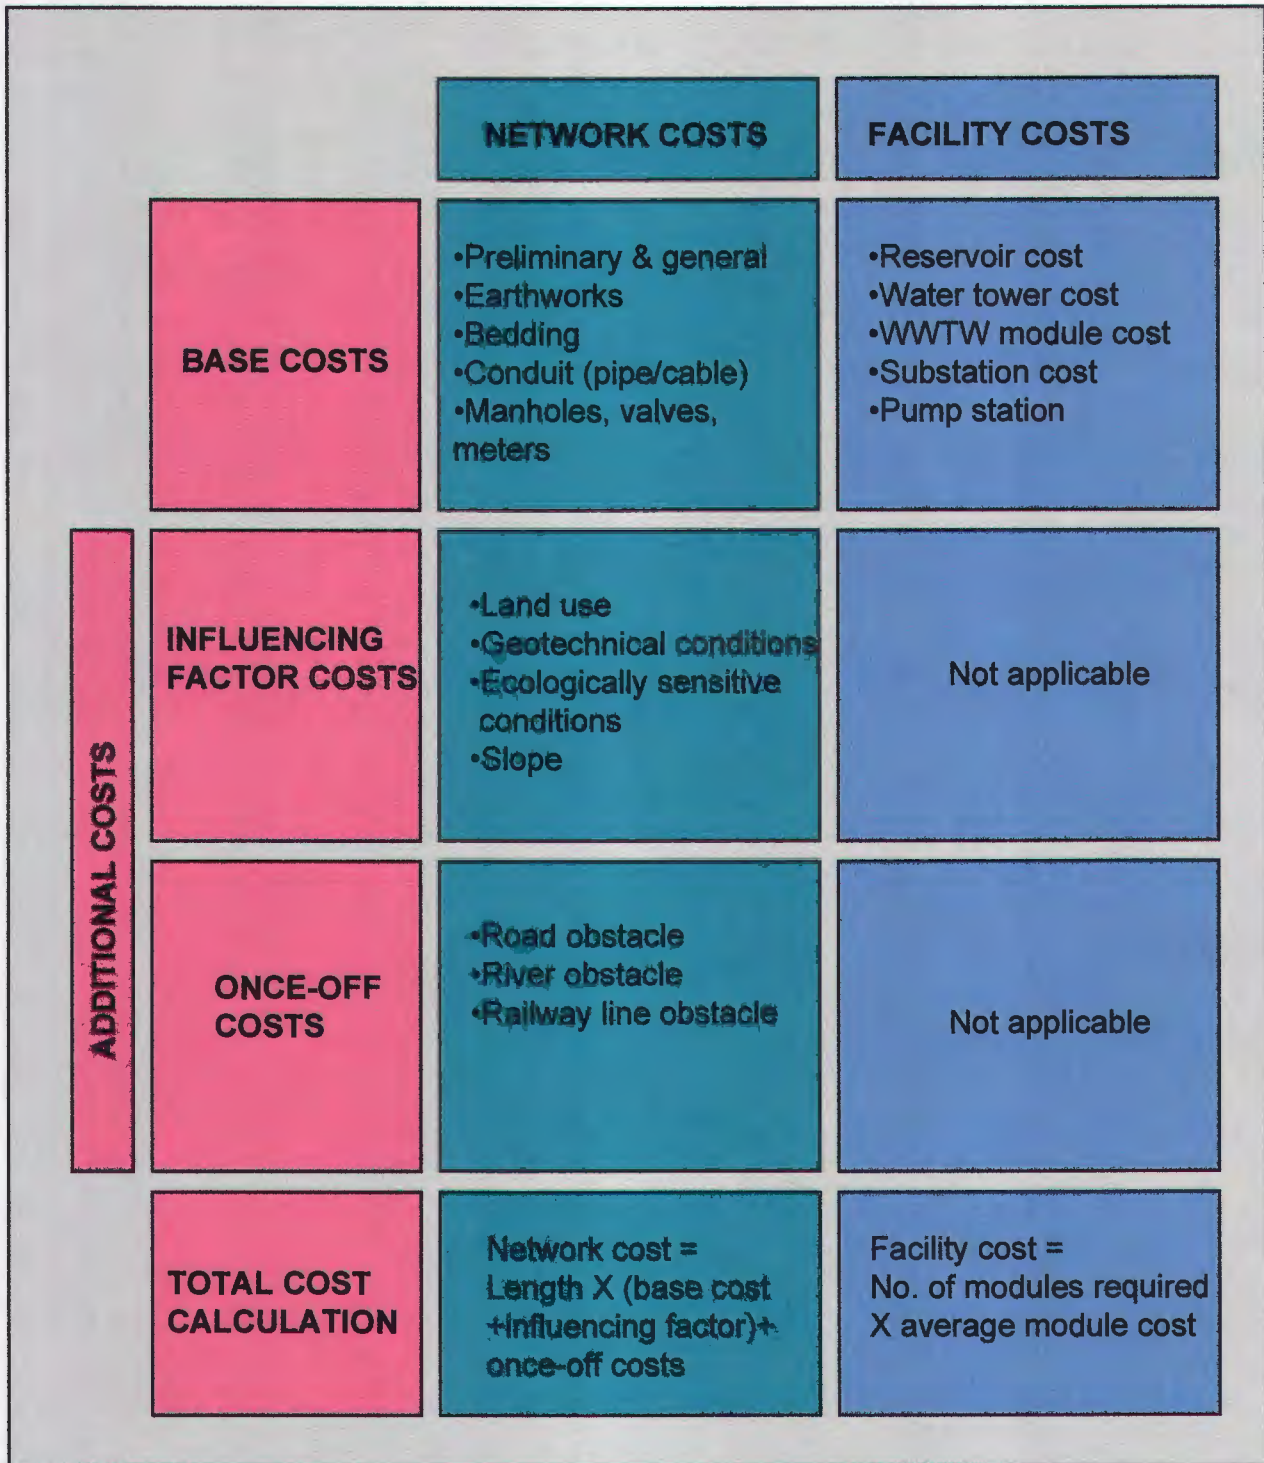 NETWORK COSTS
FACILITY COSTS
BASE COSTS
•Preliminary & general
•Earthworks
•Bedding
•Conduit (pipe/cable)
•Manholes, valves,
meters
•Reservoir cost
•Water tower cost
•WWTW module cost
•Substation cost
•Pump station
ADDITIONAL COSTS
INFLUENCING
FACTOR COSTS
•Land use
•Geotechnical conditions
•Ecologically sensitive
conditions
•Slope
Not applicable
ONCE-OFF
COSTS
•Road obstacle
•River obstacle
•Railway line obstacle
Not applicable
TOTAL COST
CALCULATION
Network cost =
Length X (base cost
+Influencing factor)+
once-off costs
Facility cost =
No. of modules required
X average module cost